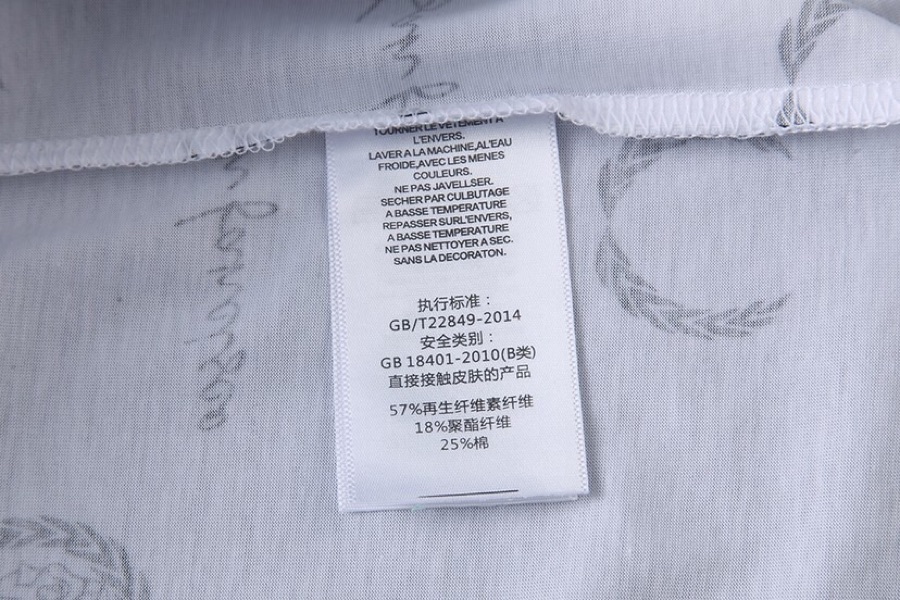 TOURNER LE VETEMENT A
L'ENVERS.
LAVER A LA MACHINE,AL'EAU
FROIDE,AVEC LES MENES
COULEURS.
NE PAS JAVELLSER.
SECHER PAR CULBUTAGE
A BASSE TEMPERATURE
REPASSER SURL'ENVERS,
A BASSE TEMPERATURE
NE PAS NETTOYER A SEC.
SANS LA DECORATON.
执行标准：
GB/T22849-2014
安全类别：
GB 18401-2010(B类)
直接接触皮肤的产品
57%再生纤维素纤维
18%聚酯纤维
25%棉